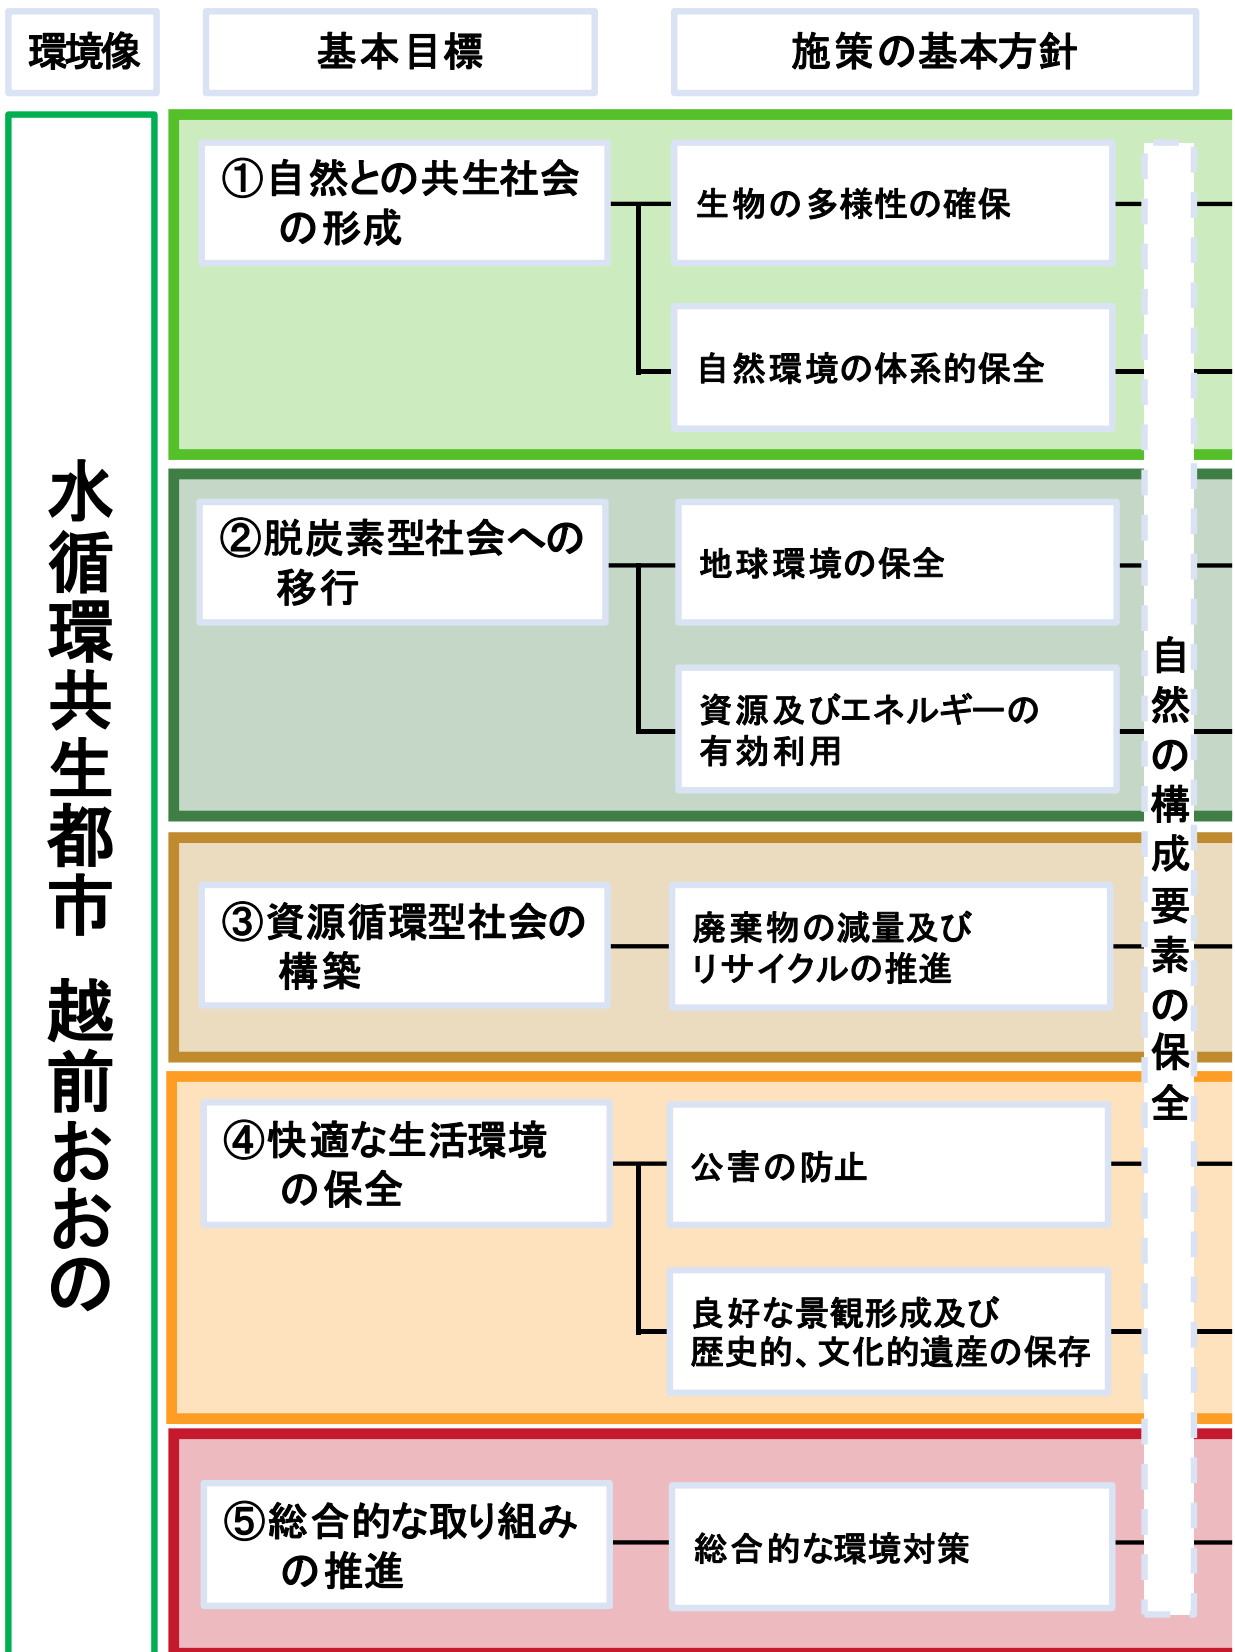 環境像
基本目標
施策の基本方針
水循環共生都市 越前おおの
①自然との共生社会
の形成
生物の多様性の確保
自然環境の体系的保全
②脱炭素型社会への
移行
地球環境の保全
資源及びエネルギーの
有効利用
③資源循環型社会の
構築
廃棄物の減量及び
リサイクルの推進
④快適な生活環境
の保全
公害の防止
良好な景観形成及び
歴史的、文化的遺産の保存
⑤総合的な取り組み
の推進
総合的な環境対策
自然の構成要素の保全